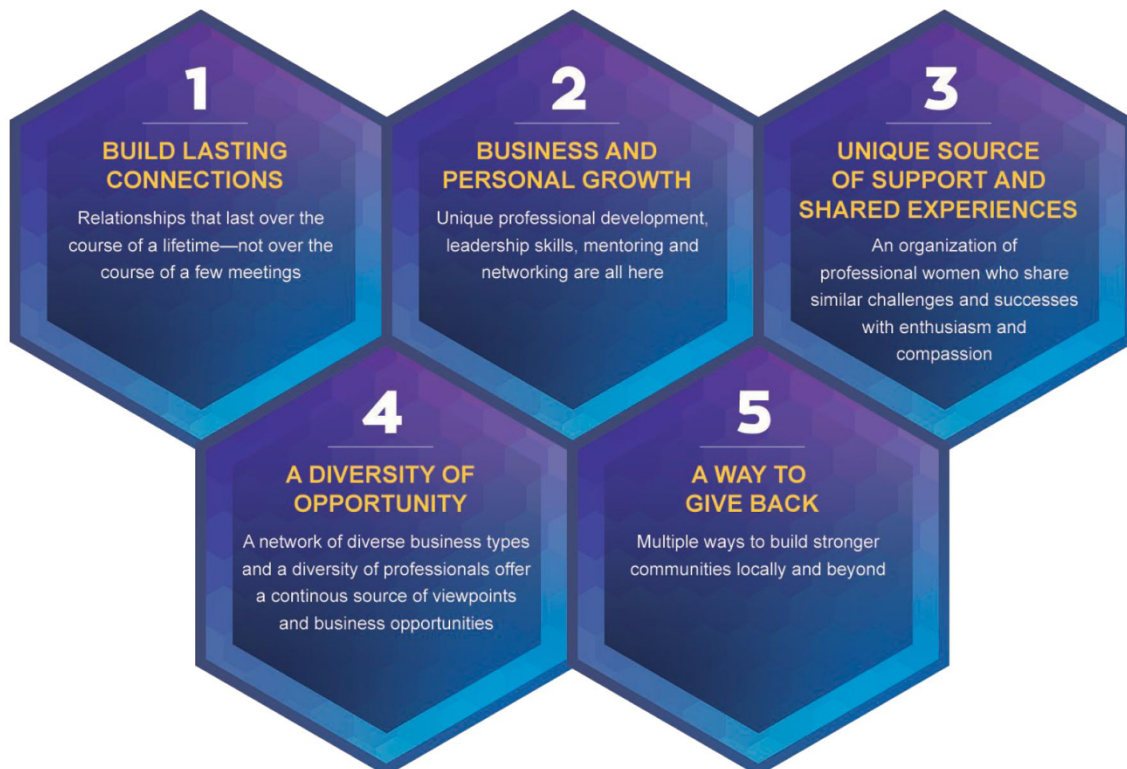 1
BUILD LASTING
CONNECTIONS
Relationships that last over the
course of a lifetime—not over the
course of a few meetings
2
BUSINESS AND
PERSONAL GROWTH
Unique professional development,
leadership skills, mentoring and
networking are all here
3
UNIQUE SOURCE
OF SUPPORT AND
SHARED EXPERIENCES
An organization of
professional women who share
similar challenges and successes
with enthusiasm and
compassion
4
A DIVERSITY OF
OPPORTUNITY
A network of diverse business types
and a diversity of professionals offer
a continous source of viewpoints
and business opportunities
5
A WAY TO
GIVE BACK
Multiple ways to build stronger
communities locally and beyond